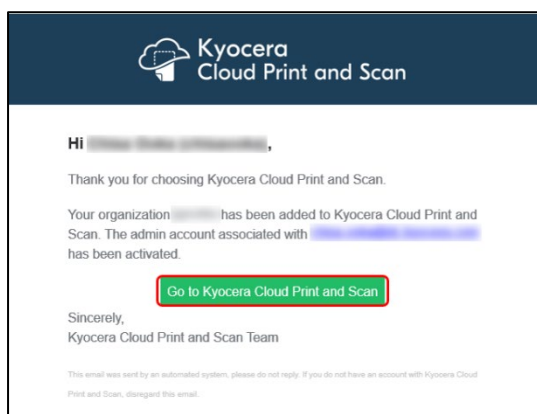 Kyocera
Cloud Print and Scan
Hi ,
Thank you for choosing Kyocera Cloud Print and Scan.
Your organization has been added to Kyocera Cloud Print and
Scan. The admin account associated with
has been activated.
Go to Kyocera Cloud Print and Scan
Sincerely,
Kyocera Cloud Print and Scan Team
This email was sent by an automated system, please do not reply. If you do not have an account with Kyocera Cloud
Print and Scan, disregard this email.